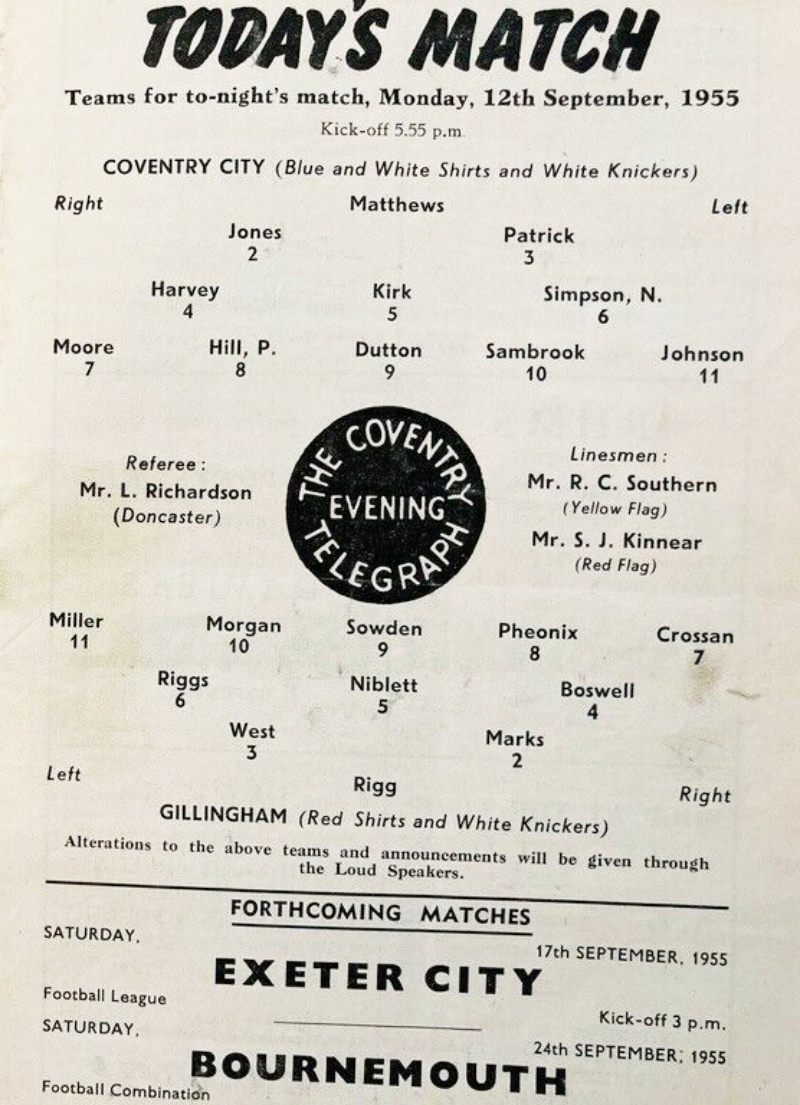 TODAY'S MATCH
Teams for to-night's match, Monday, 12th September, 1955
Kick-off 5.55 p.m.
COVENTRY CITY (Blue and White Shirts and White Knickers)
Right Matthews Left
Jones Patrick
2 3
Harvey Kirk Simpson, N.
4 5 6
Moore Hill, P. Dutton Sambrook Johnson
7 8 9 10 11
Referee :
Mr. L. Richardson
(Doncaster)
THE COVENTRY
EVENING
TELEGRAPH
Linesmen :
Mr. R. C. Southern
(Yellow Flag)
Mr. S. J. Kinnear
(Red Flag)
Miller Morgan Sowden Pheonix Crossan
11 10 9 8 7
Riggs Niblett Boswell
6 5 4
West Marks
3 2
Left Rigg Right
GILLINGHAM (Red Shirts and White Knickers)
Alterations to the above teams and announcements will be given through
the Loud Speakers.
FORTHCOMING MATCHES
SATURDAY, 17th SEPTEMBER, 1955
EXETER CITY
Football League Kick-off 3 p.m.
SATURDAY, 24th SEPTEMBER, 1955
BOURNEMOUTH
Football Combination